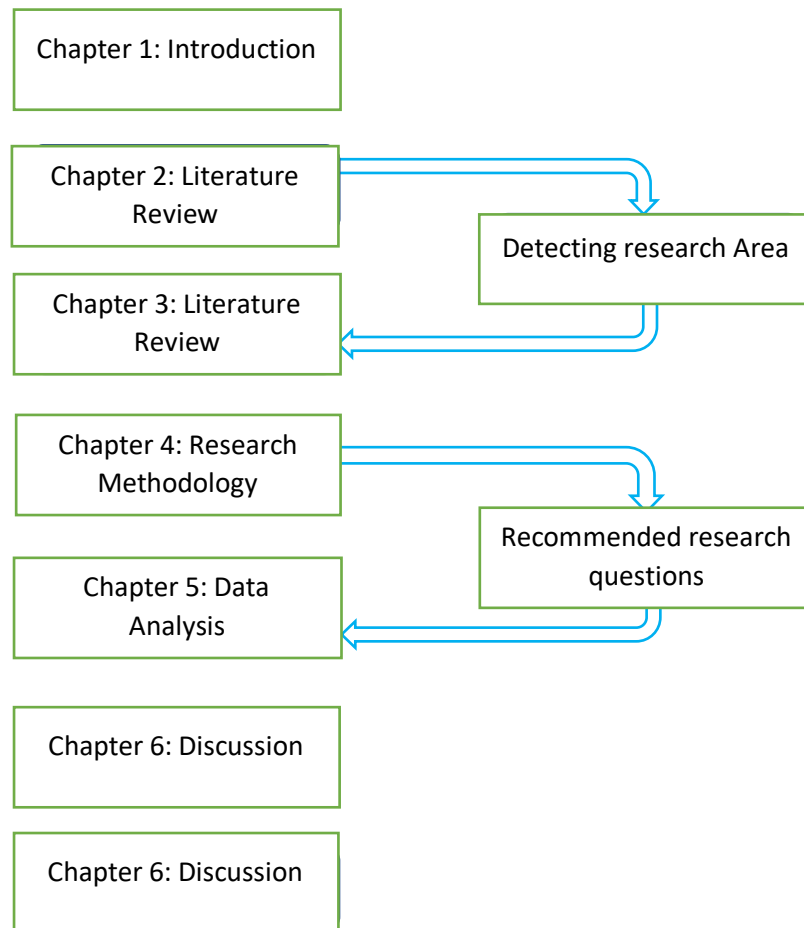 Chapter 1: Introduction
Chapter 2: Literature
Review
Detecting research Area
Chapter 3: Literature
Review
Chapter 4: Research
Methodology
Recommended research
questions
Chapter 5: Data
Analysis
Chapter 6: Discussion
Chapter 6: Discussion